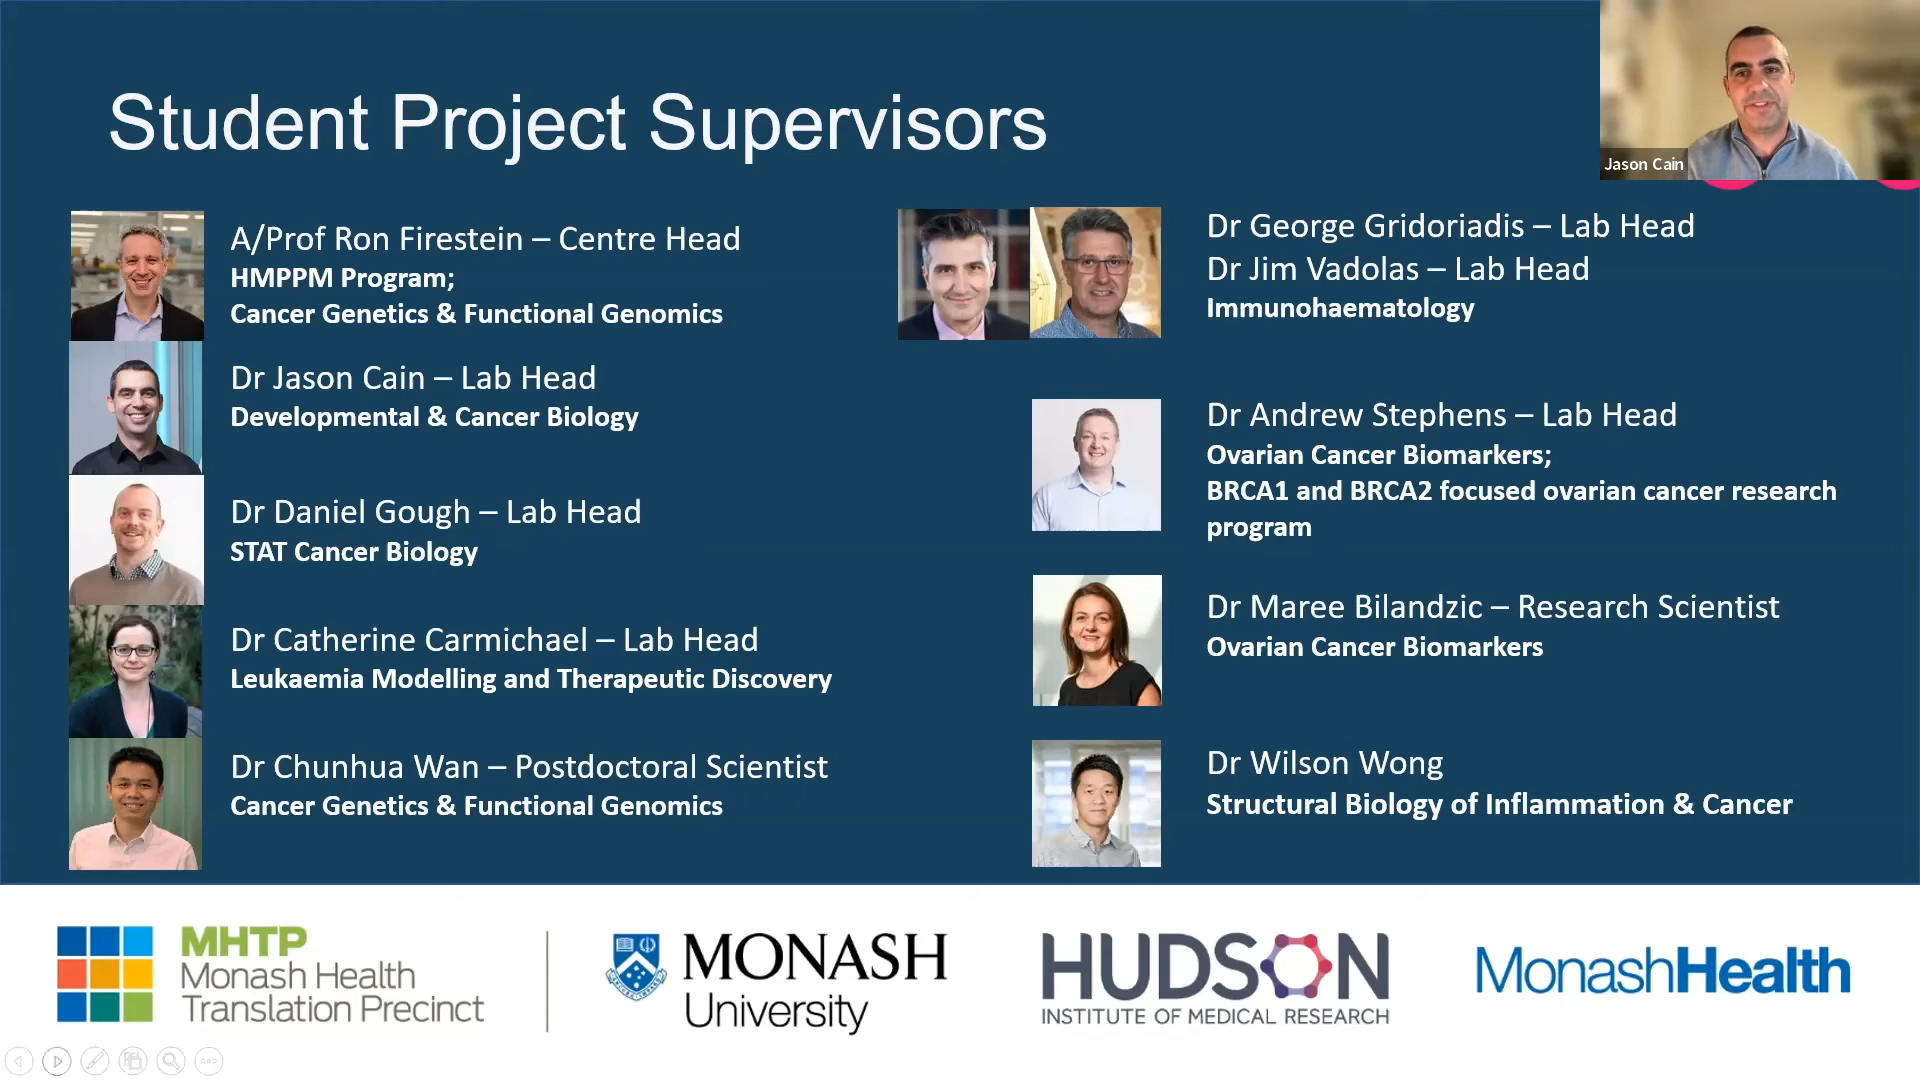 Student Project Supervisors
Jason Cain
A/Prof Ron Firestein – Centre Head
HMPPM Program;
Cancer Genetics & Functional Genomics
Dr Jason Cain – Lab Head
Developmental & Cancer Biology
Dr Daniel Gough – Lab Head
STAT Cancer Biology
Dr Catherine Carmichael – Lab Head
Leukaemia Modelling and Therapeutic Discovery
Dr Chunhua Wan – Postdoctoral Scientist
Cancer Genetics & Functional Genomics
Dr George Gridoriadis – Lab Head
Dr Jim Vadolas – Lab Head
Immunohaematology
Dr Andrew Stephens – Lab Head
Ovarian Cancer Biomarkers;
BRCA1 and BRCA2 focused ovarian cancer research
program
Dr Maree Bilandzic – Research Scientist
Ovarian Cancer Biomarkers
Dr Wilson Wong
Structural Biology of Inflammation & Cancer
MHTP
Monash Health
Translation Precinct
MONASH
University
HUDSON
INSTITUTE OF MEDICAL RESEARCH
MonashHealth